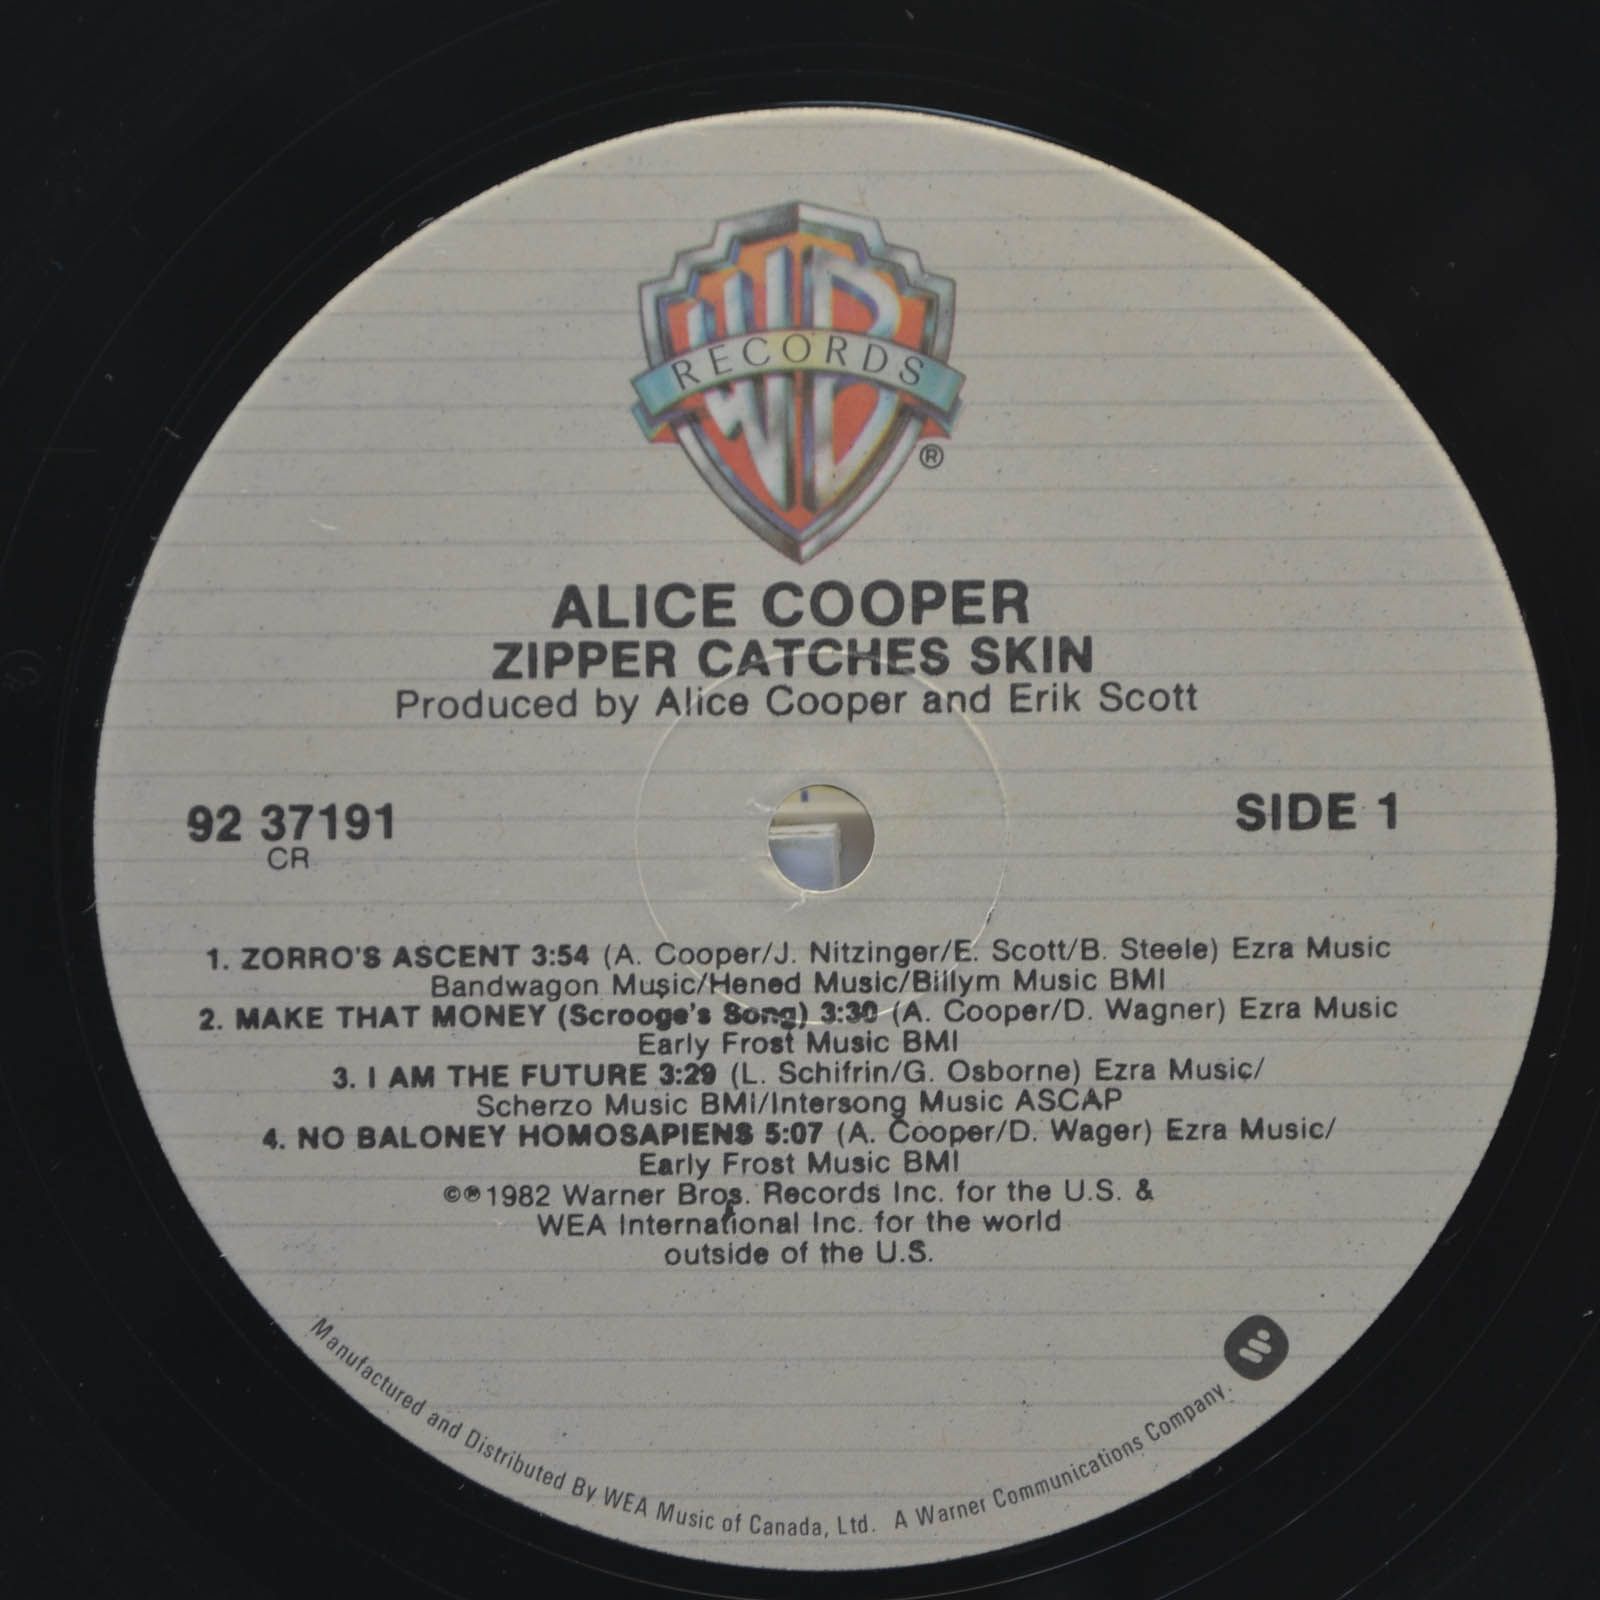 WB
RECORDS
®
ALICE COOPER
ZIPPER CATCHES SKIN
Produced by Alice Cooper and Erik Scott
92 37191
CR
SIDE 1
1. ZORRO'S ASCENT 3:54 (A. Cooper/J. Nitzinger/E. Scott/B. Steele) Ezra Music
Bandwagon Music/Hened Music/Billym Music BMI
2. MAKE THAT MONEY (Scrooge's Song) 3:30 (A. Cooper/D. Wagner) Ezra Music
Early Frost Music BMI
3. I AM THE FUTURE 3:29 (L. Schifrin/G. Osborne) Ezra Music/
Scherzo Music BMI/Intersong Music ASCAP
4. NO BALONEY HOMOSAPIENS 5:07 (A. Cooper/D. Wager) Ezra Music/
Early Frost Music BMI
©℗1982 Warner Bros. Records Inc. for the U.S. &
WEA International Inc. for the world
outside of the U.S.
Manufactured and Distributed By WEA Music of Canada, Ltd. A Warner Communications Company.